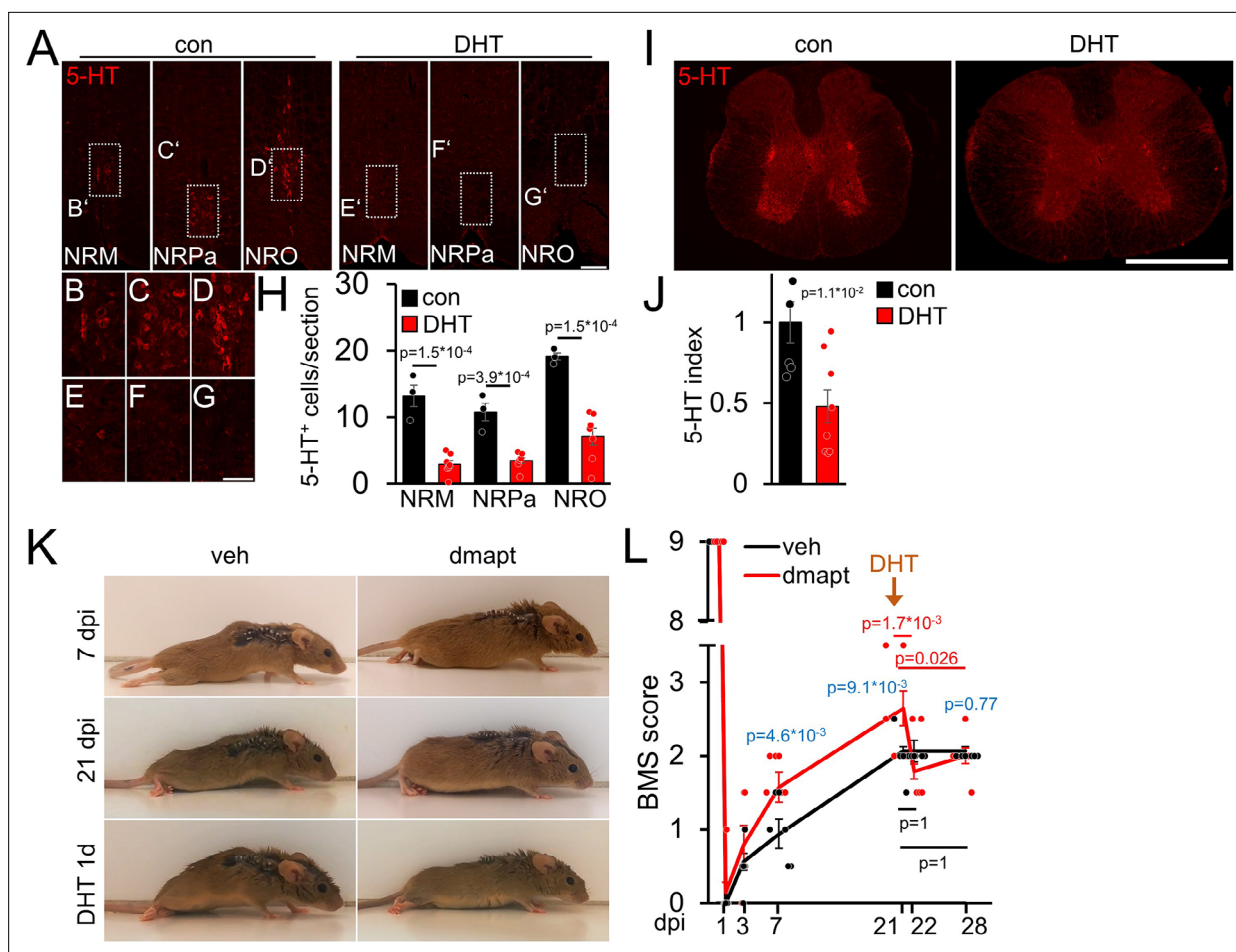 A
con
DHT
5-HT
B‘
C‘
D‘
E‘
F‘
G‘
NRM
NRPa
NRO
NRM
NRPa
NRO
B
C
D
E
F
G
H
5-HT+ cells/section
30
20
10
0
con
DHT
p=1.5*10-4
p=3.9*10-4
p=1.5*10-4
NRM
NRPa
NRO
I
con
DHT
5-HT
J
5-HT index
1
0.5
0
p=1.1*10-2
con
DHT
K
veh
dmapt
7 dpi
21 dpi
DHT 1d
L
BMS score
9
8
3
2
1
0
veh
dmapt
DHT
p=1.7*10-3
p=0.026
p=9.1*10-3
p=0.77
p=4.6*10-3
p=1
p=1
dpi
1
3
7
21
22
28